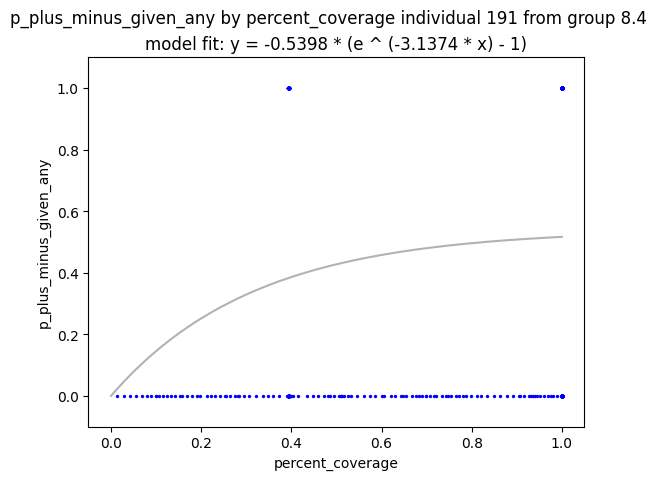 p_plus_minus_given_any by percent_coverage individual 191 from group 8.4
model fit: y = -0.5398 * (e ^ (-3.1374 * x) - 1)
1.0
0.8
0.6
0.4
0.2
0.0
p_plus_minus_given_any
0.0 0.2 0.4 0.6 0.8 1.0
percent_coverage